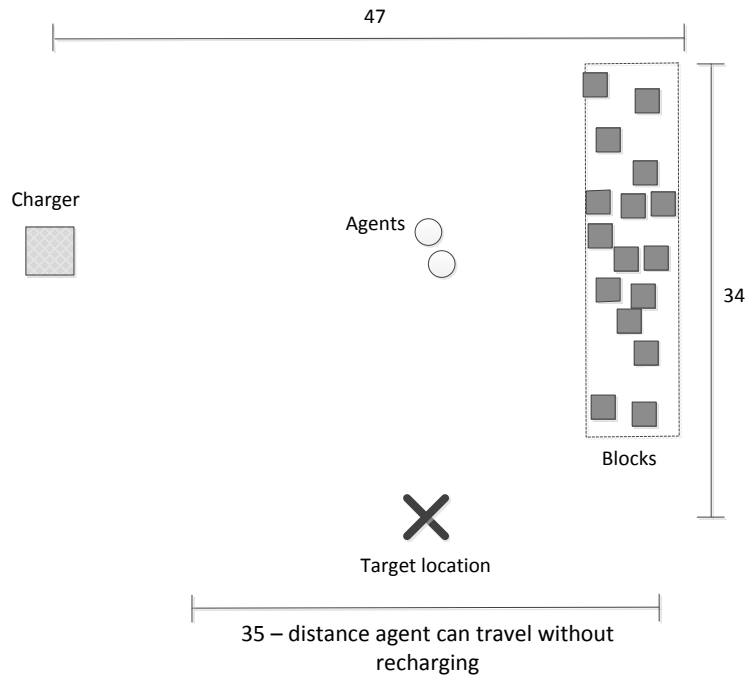 47
Charger
Agents
34
Blocks
Target location
35 – distance agent can travel without
recharging